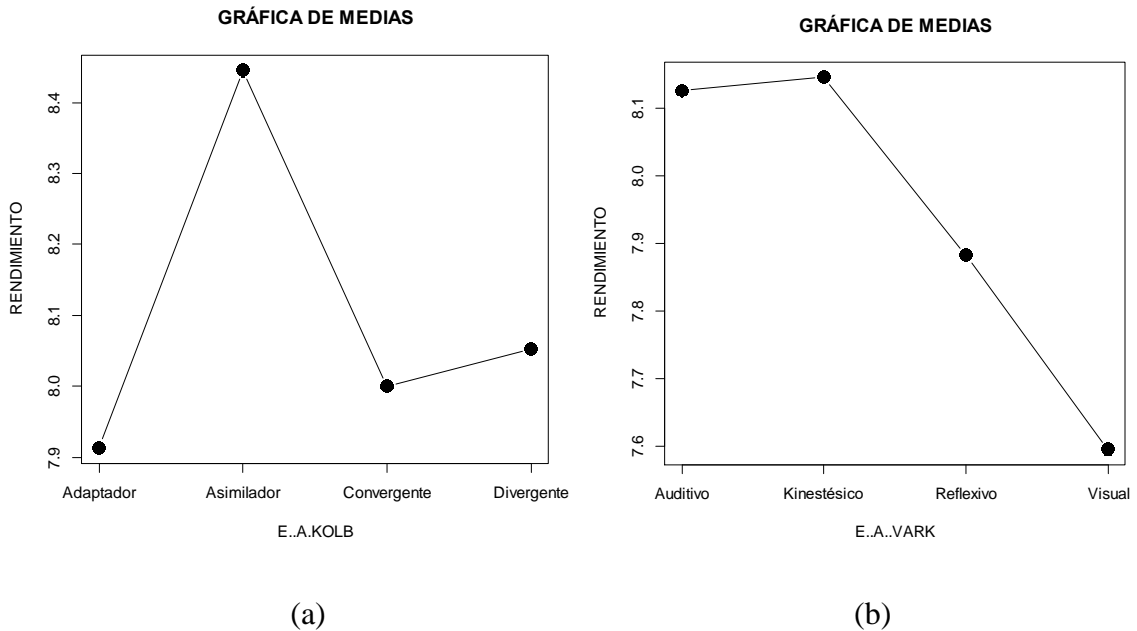 GRÁFICA DE MEDIAS
RENDIMIENTO
8.4
8.3
8.2
8.1
8.0
7.9
Adaptador Asimilador Convergente Divergente
E..A.KOLB
(a)
GRÁFICA DE MEDIAS
RENDIMIENTO
8.1
8.0
7.9
7.8
7.7
7.6
Auditivo Kinestésico Reflexivo Visual
E..A..VARK
(b)